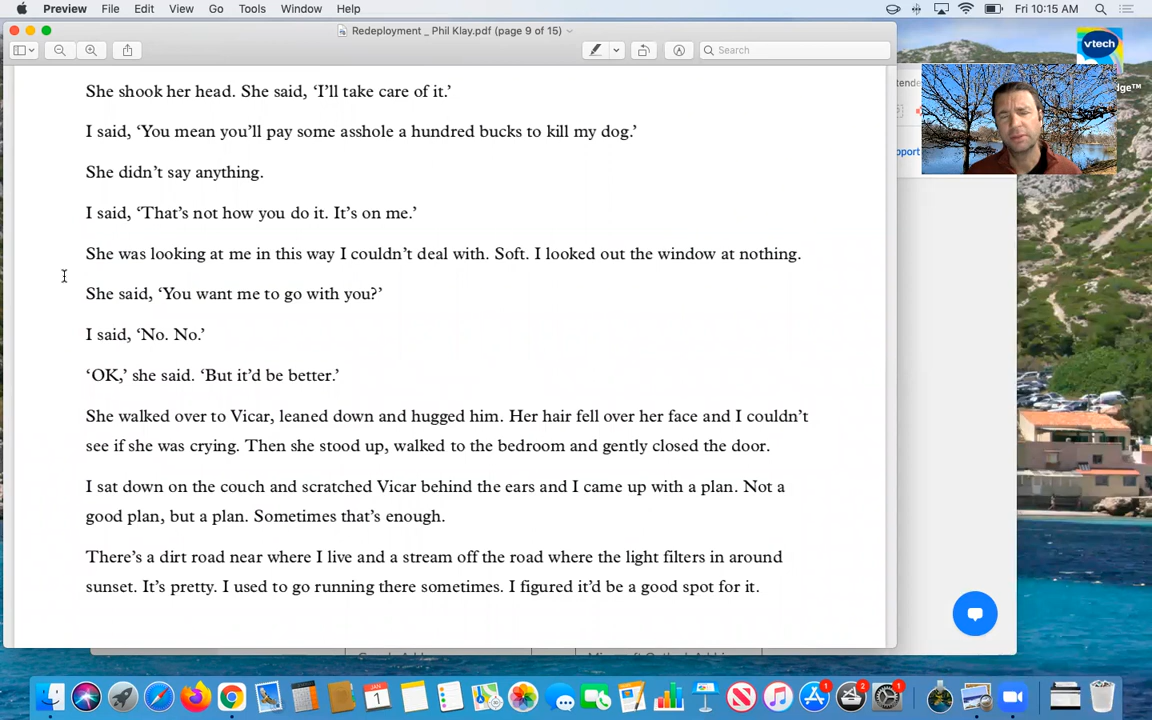 Preview File Edit View Go Tools Window Help Fri 10:15 AM
Redeployment _ Phil Klay.pdf (page 9 of 15)
Search
vtech
dge™
She shook her head. She said, ‘I’ll take care of it.’
I said, ‘You mean you’ll pay some asshole a hundred bucks to kill my dog.’
She didn’t say anything.
I said, ‘That’s not how you do it. It’s on me.’
She was looking at me in this way I couldn’t deal with. Soft. I looked out the window at nothing.
She said, ‘You want me to go with you?’
I said, ‘No. No.’
‘OK,’ she said. ‘But it’d be better.’
She walked over to Vicar, leaned down and hugged him. Her hair fell over her face and I couldn’t
see if she was crying. Then she stood up, walked to the bedroom and gently closed the door.
I sat down on the couch and scratched Vicar behind the ears and I came up with a plan. Not a
good plan, but a plan. Sometimes that’s enough.
There’s a dirt road near where I live and a stream off the road where the light filters in around
sunset. It’s pretty. I used to go running there sometimes. I figured it’d be a good spot for it.
JAN
1
1
2
1